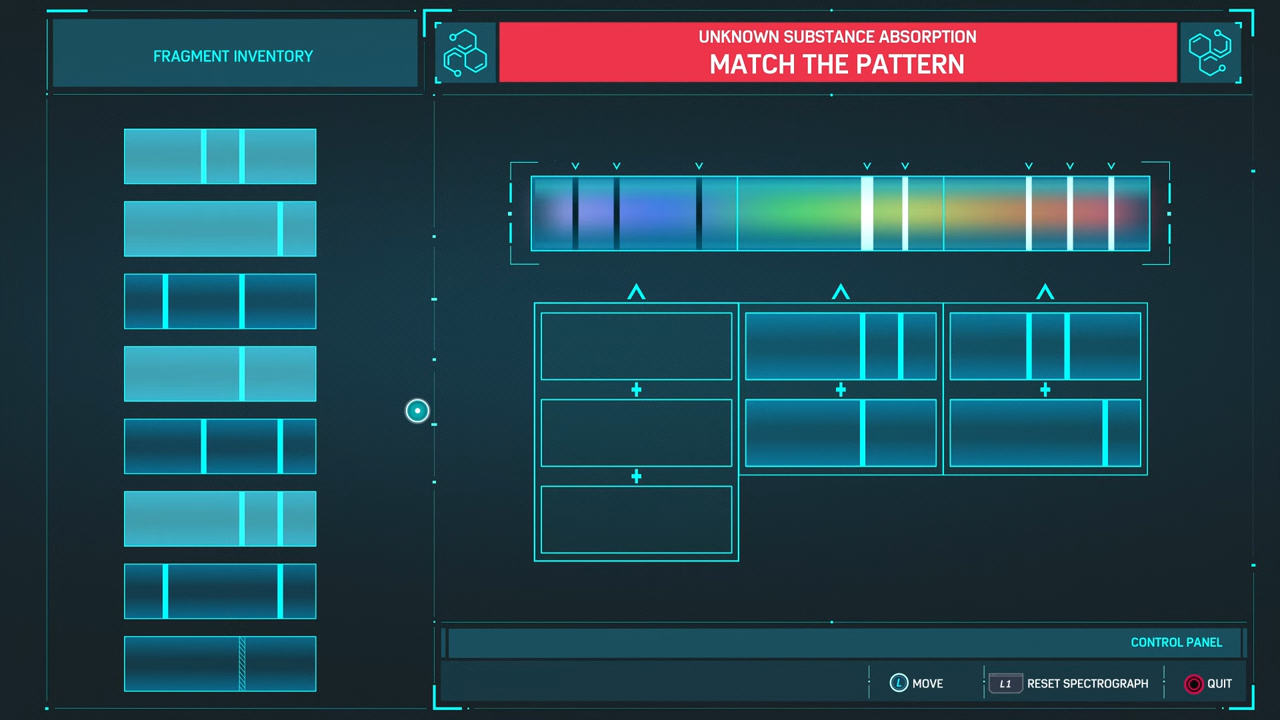 FRAGMENT INVENTORY
UNKNOWN SUBSTANCE ABSORPTION
MATCH THE PATTERN
CONTROL PANEL
L MOVE
L1 RESET SPECTROGRAPH
QUIT